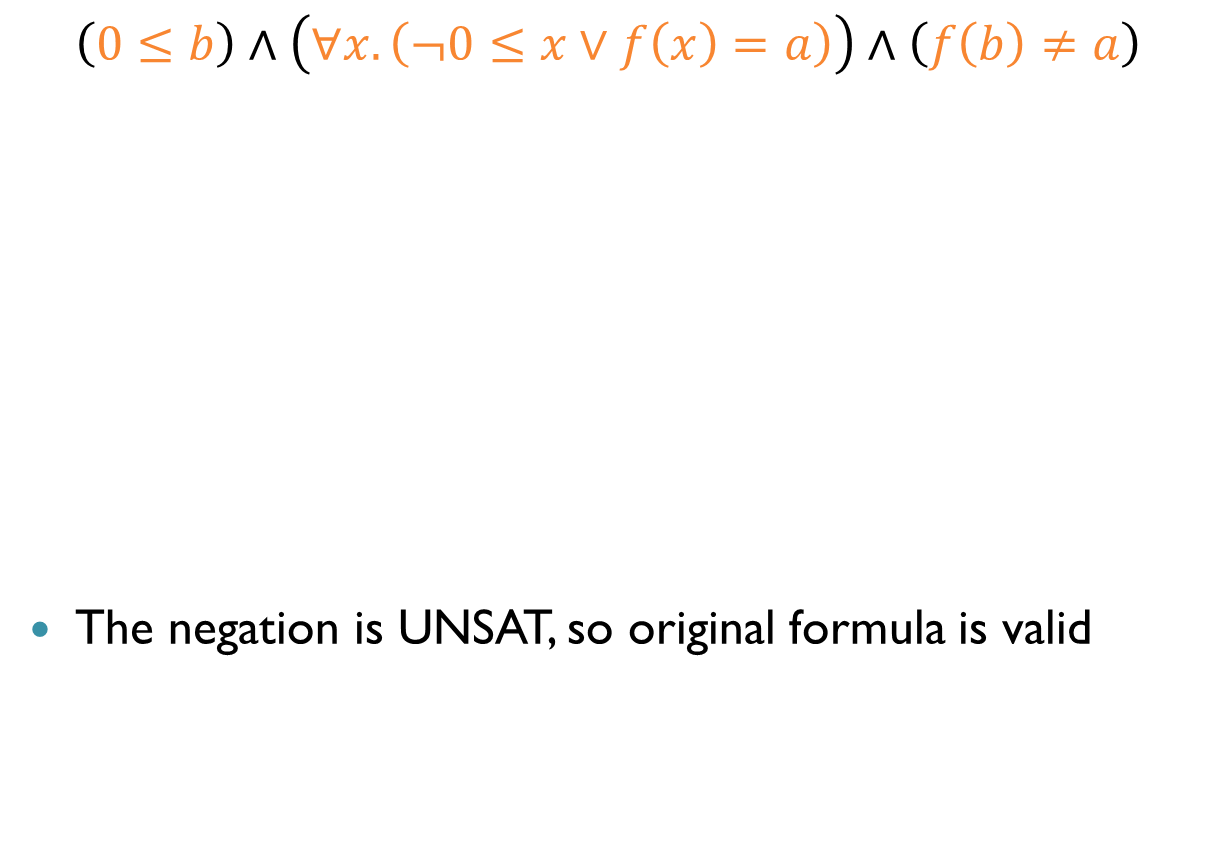 (0 ≤ b) ∧ (∀x. (¬0 ≤ x ∨ f(x) = a)) ∧ (f(b) ≠ a)
• The negation is UNSAT, so original formula is valid